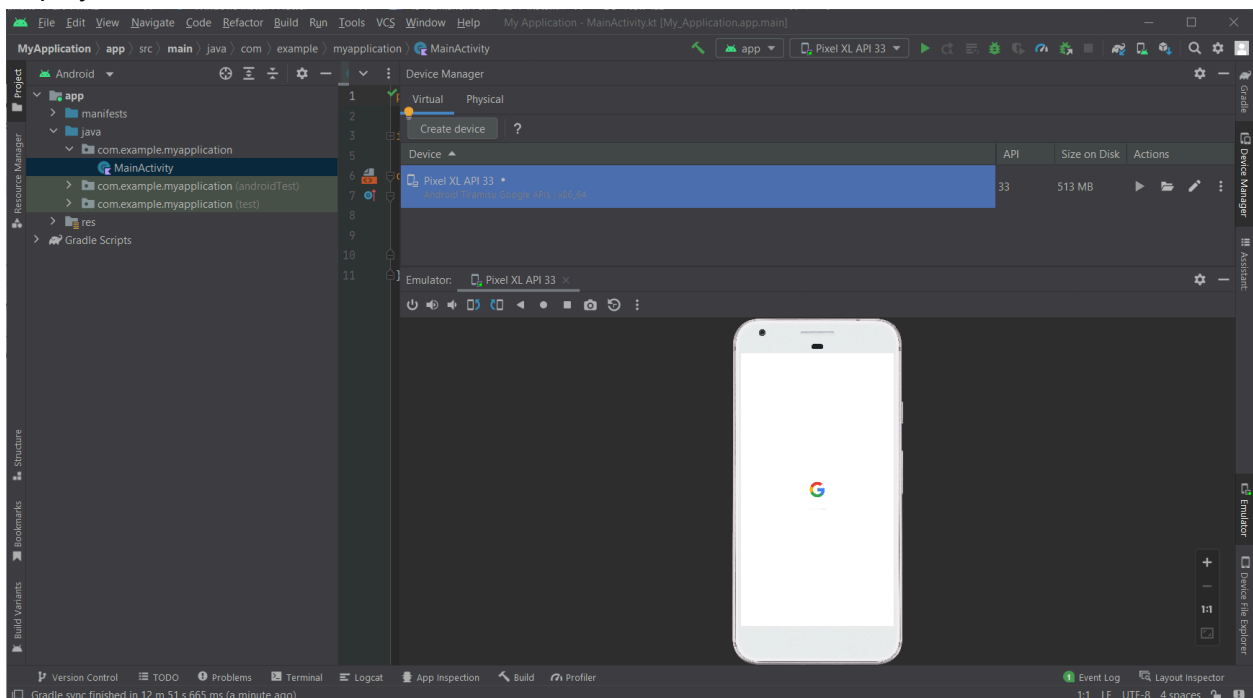 File Edit View Navigate Code Refactor Build Run Tools VCS Window Help My Application - MainActivity.kt [My_Application.app.main]
MyApplication app src main java com example myapplication MainActivity app Pixel XL API 33
Android
Device Manager
app
manifests
java
com.example.myapplication
MainActivity
com.example.myapplication (androidTest)
com.example.myapplication (test)
res
Gradle Scripts
1
2
3
5
6
7
8
9
10
11
Virtual Physical
Create device ?
Device API Size on Disk Actions
Pixel XL API 33 33 513 MB
Android Tiramisu Google APIs | x86_64
Emulator: Pixel XL API 33
G
1:1
Project
Resource Manager
Structure
Bookmarks
Build Variants
Gradle
Device Manager
Assistant
Emulator
Device File Explorer
Version Control TODO Problems Terminal Logcat App Inspection Build Profiler 1 Event Log Layout Inspector
Gradle sync finished in 12 m 51 s 665 ms (a minute ago) 1:1 LF UTF-8 4 spaces